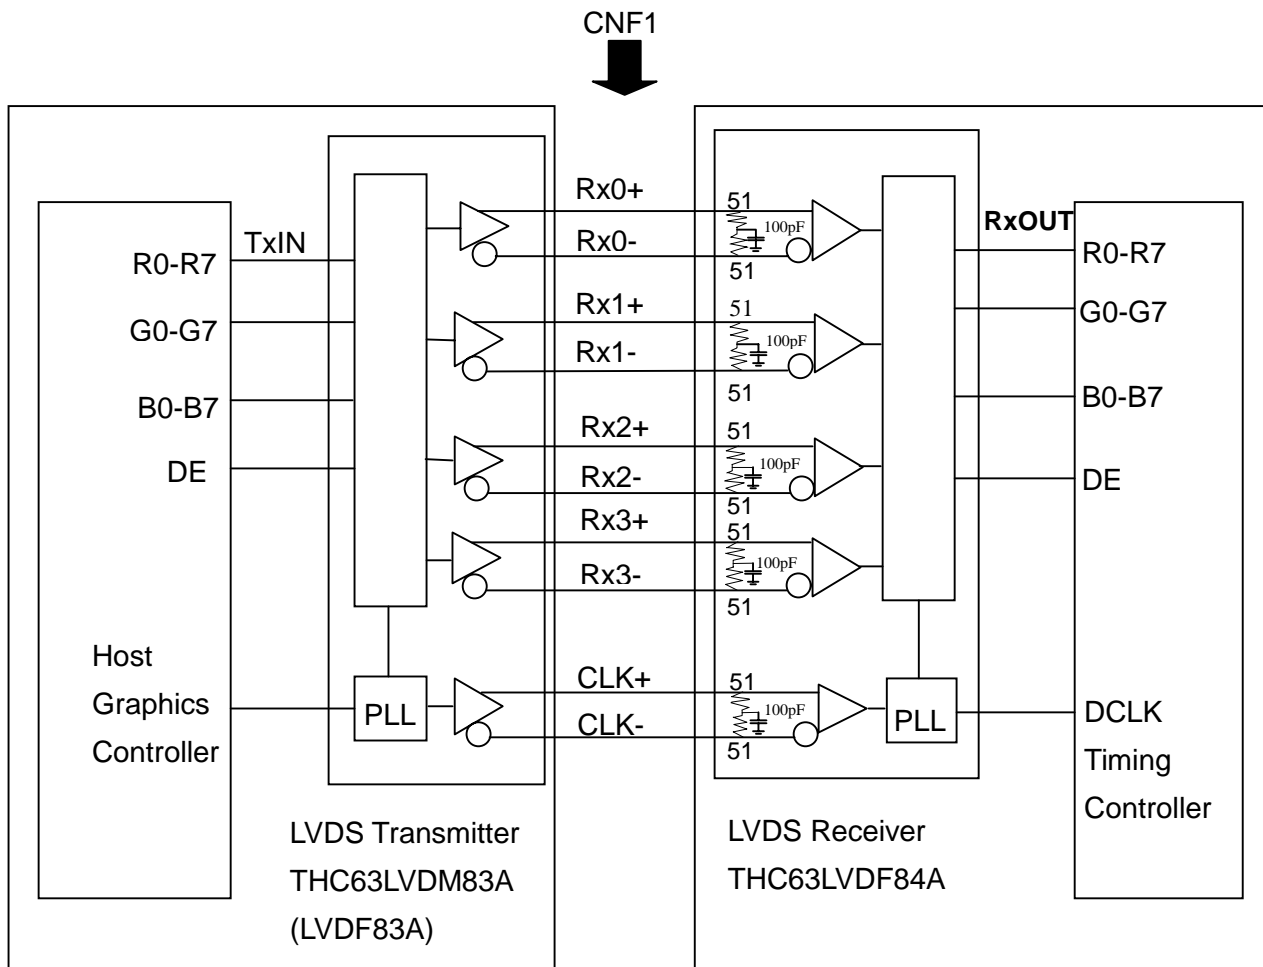 CNF1
TxIN
R0-R7
G0-G7
B0-B7
DE
Host
Graphics
Controller
PLL
LVDS Transmitter
THC63LVDM83A
(LVDF83A)
Rx0+
Rx0-
Rx1+
Rx1-
Rx2+
Rx2-
Rx3+
Rx3-
CLK+
CLK-
51
100pF
51
51
100pF
51
51
100pF
51
51
100pF
51
51
100pF
51
PLL
LVDS Receiver
THC63LVDF84A
RxOUT
R0-R7
G0-G7
B0-B7
DE
DCLK
Timing
Controller